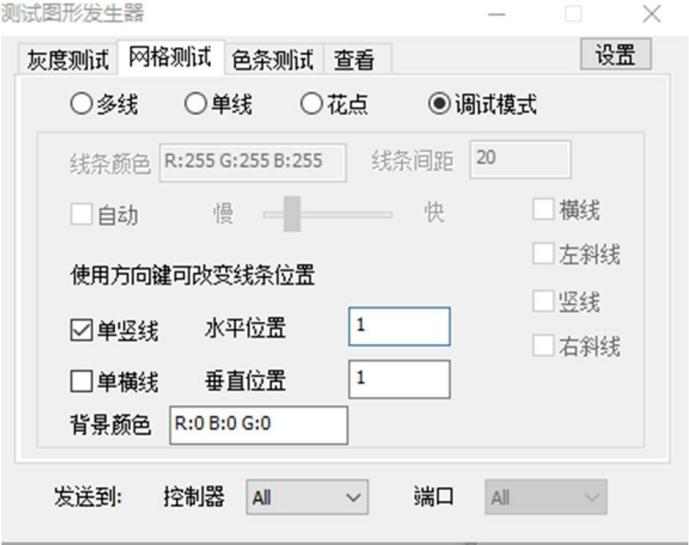 测试图形发生器
灰度测试 网格测试 色条测试 查看 设置
多线 单线 花点 调试模式
线条颜色 R:255 G:255 B:255 线条间距 20
自动 慢 快 横线
左斜线
使用方向键可改变线条位置
竖线
单竖线 水平位置 1
右斜线
单横线 垂直位置 1
背景颜色 R:0 B:0 G:0
发送到: 控制器 All 端口 All